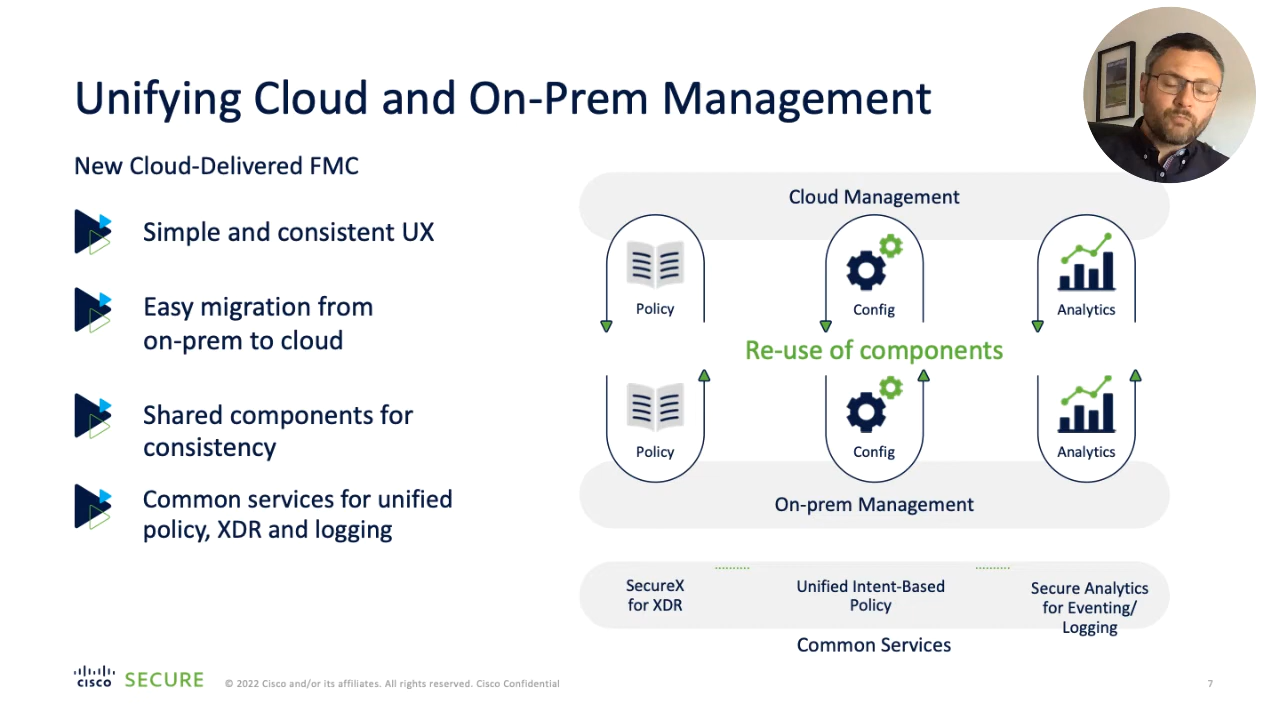 Unifying Cloud and On-Prem Management
New Cloud-Delivered FMC
Simple and consistent UX
Easy migration from
on-prem to cloud
Shared components for
consistency
Common services for unified
policy, XDR and logging
Cloud Management
Policy
Config
Analytics
Re-use of components
Policy
Config
Analytics
On-prem Management
SecureX
for XDR
Unified Intent-Based
Policy
Secure Analytics
for Eventing/
Logging
Common Services
CISCO SECURE
© 2022 Cisco and/or its affiliates. All rights reserved. Cisco Confidential
7